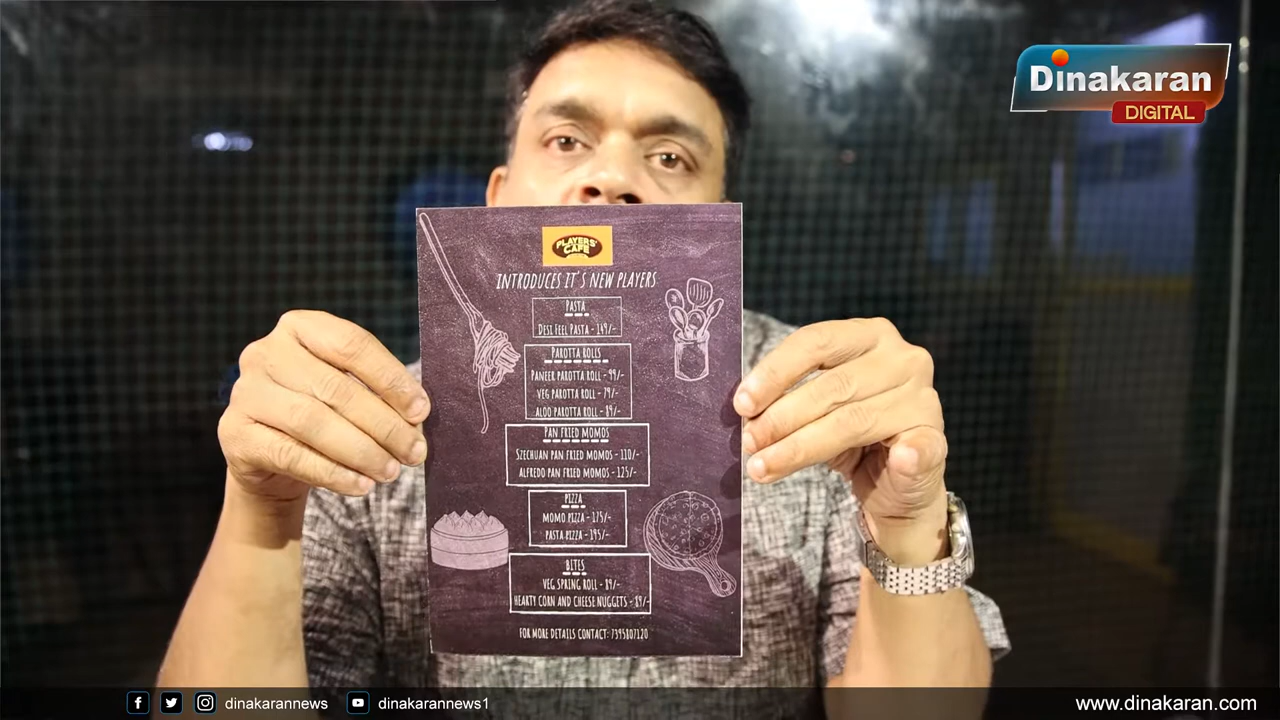 Dinakaran
DIGITAL
PLAYERS'
CAFE
INTRODUCES IT'S NEW PLAYERS
PASTA
DESI FEEL PASTA - 149/-
PAROTTA ROLLS
PANEER PAROTTA ROLL - 99/-
VEG PAROTTA ROLL - 79/-
ALOO PAROTTA ROLL - 89/-
PAN FRIED MOMOS
SZECHUAN PAN FRIED MOMOS - 110/-
ALFREDO PAN FRIED MOMOS - 125/-
PIZZA
MOMO PIZZA - 175/-
PASTA PIZZA - 195/-
BITES
VEG SPRING ROLL - 89/-
HEARTY CORN AND CHEESE NUGGETS - 89/-
FOR MORE DETAILS CONTACT: 7395807120
dinakarannews
dinakarannews1
www.dinakaran.com